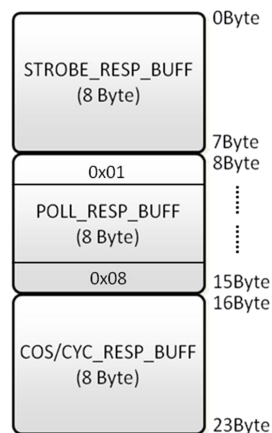 0Byte
STROBE_RESP_BUFF
(8 Byte)
7Byte
8Byte
0x01
POLL_RESP_BUFF
(8 Byte)
0x08
15Byte
16Byte
COS/CYC_RESP_BUFF
(8 Byte)
23Byte